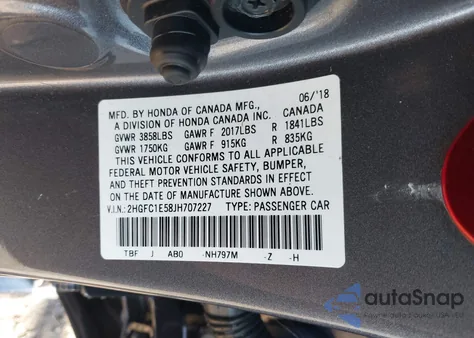 06/'18
MFD. BY HONDA OF CANADA MFG.,
A DIVISION OF HONDA CANADA INC. CANADA
GVWR 3858LBS GAWR F 2017LBS R 1841LBS
GVWR 1750KG GAWR F 915KG R 835KG
THIS VEHICLE CONFORMS TO ALL APPLICABLE
FEDERAL MOTOR VEHICLE SAFETY, BUMPER,
AND THEFT PREVENTION STANDARDS IN EFFECT
ON THE DATE OF MANUFACTURE SHOWN ABOVE.
V.I.N.: 2HGFC1E58JH707227 TYPE: PASSENGER CAR
TBF J AB0 -NH797M -Z -H
autoSnap